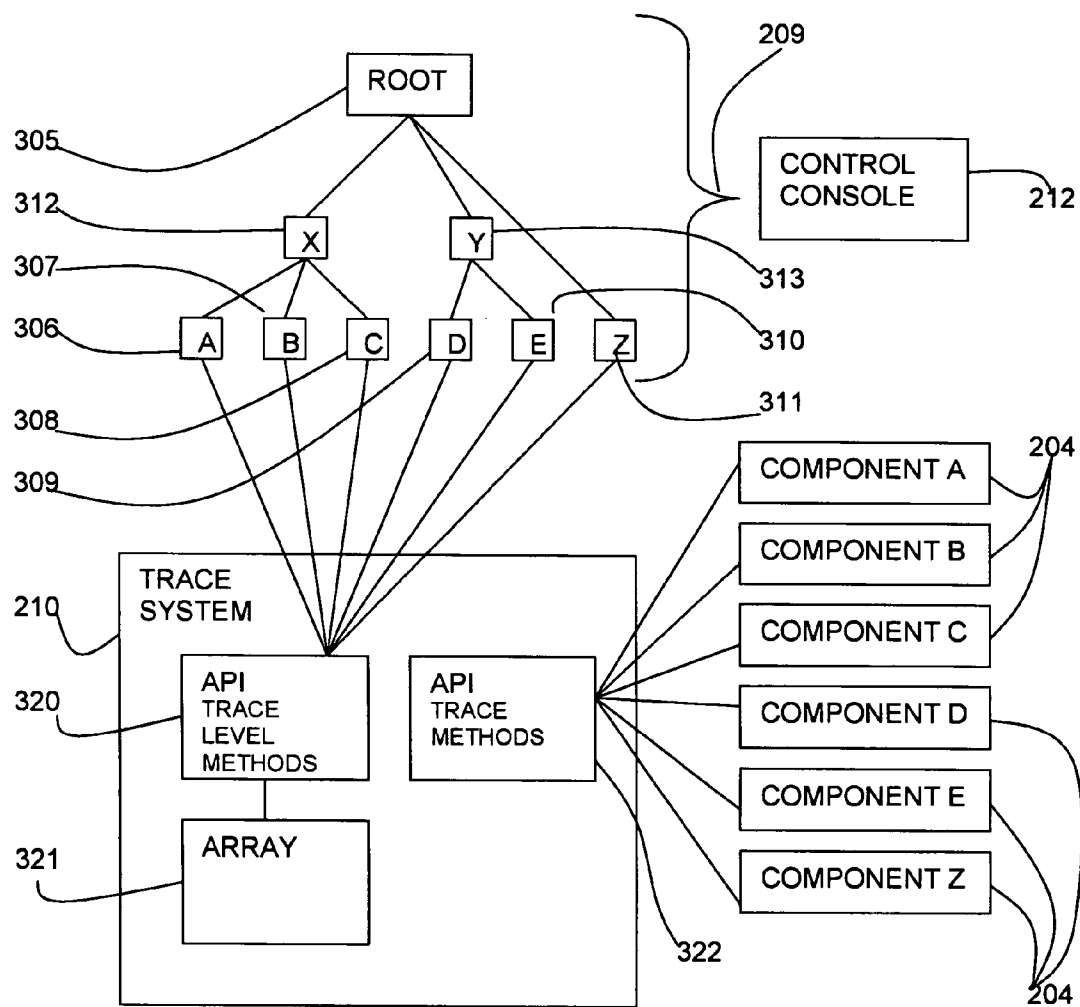 209
ROOT
305
CONTROL
CONSOLE
312
212
X
Y
307
313
306
A
B
C
D
E
Z
310
308
311
309
204
COMPONENT A
COMPONENT B
TRACE
SYSTEM
210
COMPONENT C
API
TRACE
LEVEL
METHODS
API
TRACE
METHODS
320
COMPONENT D
COMPONENT E
ARRAY
321
COMPONENT Z
322
204